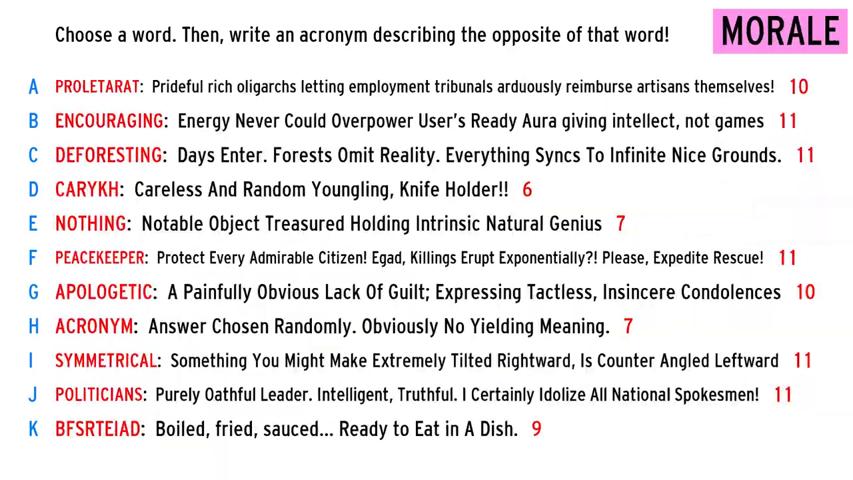 Choose a word. Then, write an acronym describing the opposite of that word!
MORALE
A PROLETARAT: Prideful rich oligarchs letting employment tribunals arduously reimburse artisans themselves! 10
B ENCOURAGING: Energy Never Could Overpower User's Ready Aura giving intellect, not games 11
C DEFORESTING: Days Enter. Forests Omit Reality. Everything Syncs To Infinite Nice Grounds. 11
D CARYKH: Careless And Random Youngling, Knife Holder!! 6
E NOTHING: Notable Object Treasured Holding Intrinsic Natural Genius 7
F PEACEKEEPER: Protect Every Admirable Citizen! Egad, Killings Erupt Exponentially?! Please, Expedite Rescue! 11
G APOLOGETIC: A Painfully Obvious Lack Of Guilt; Expressing Tactless, Insincere Condolences 10
H ACRONYM: Answer Chosen Randomly. Obviously No Yielding Meaning. 7
I SYMMETRICAL: Something You Might Make Extremely Tilted Rightward, Is Counter Angled Leftward 11
J POLITICIANS: Purely Oathful Leader. Intelligent, Truthful. I Certainly Idolize All National Spokesmen! 11
K BFSRTEIAD: Boiled, fried, sauced... Ready to Eat in A Dish. 9